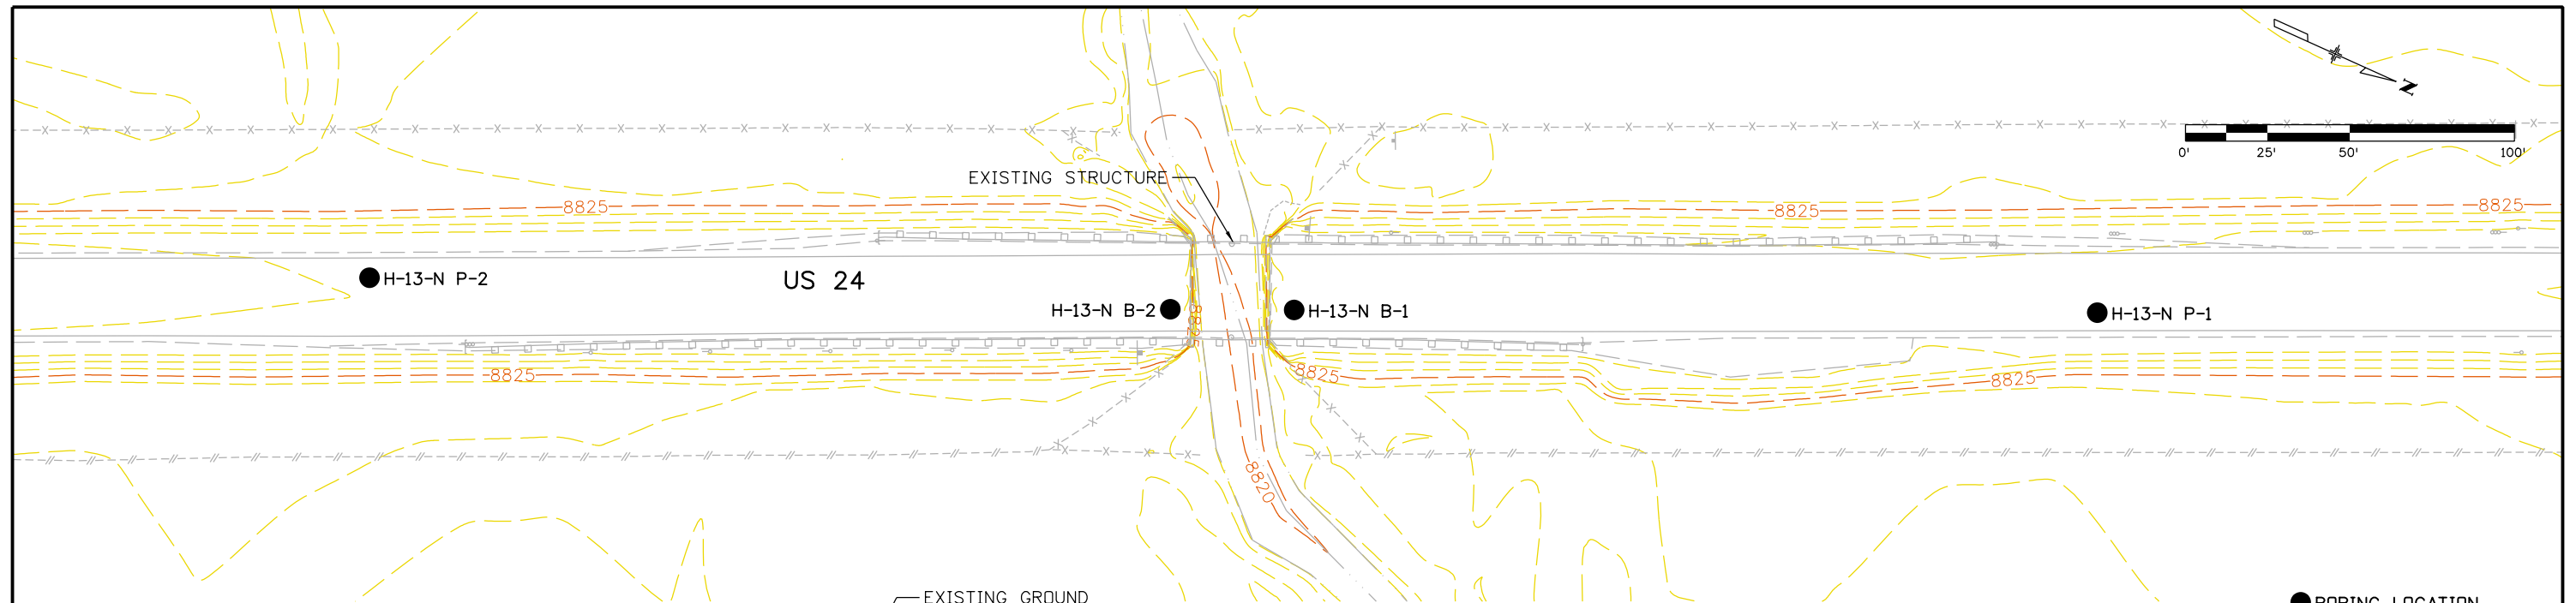 N
0' 25' 50' 100'
EXISTING STRUCTURE
8825
8825
8825
H-13-N P-2
US 24
H-13-N B-2
8825
H-13-N B-1
H-13-N P-1
8825
8825
8825
8820
EXISTING GROUND
BORING LOCATION